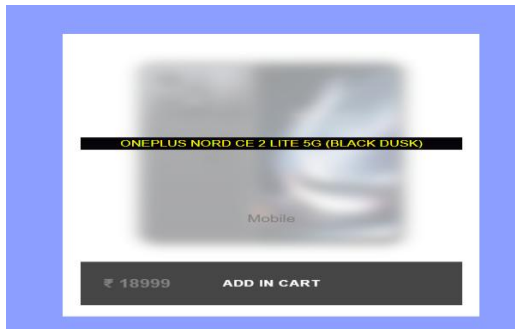 ONEPLUS NORD CE 2 LITE 5G (BLACK DUSK)
Mobile
₹ 18999 ADD IN CART